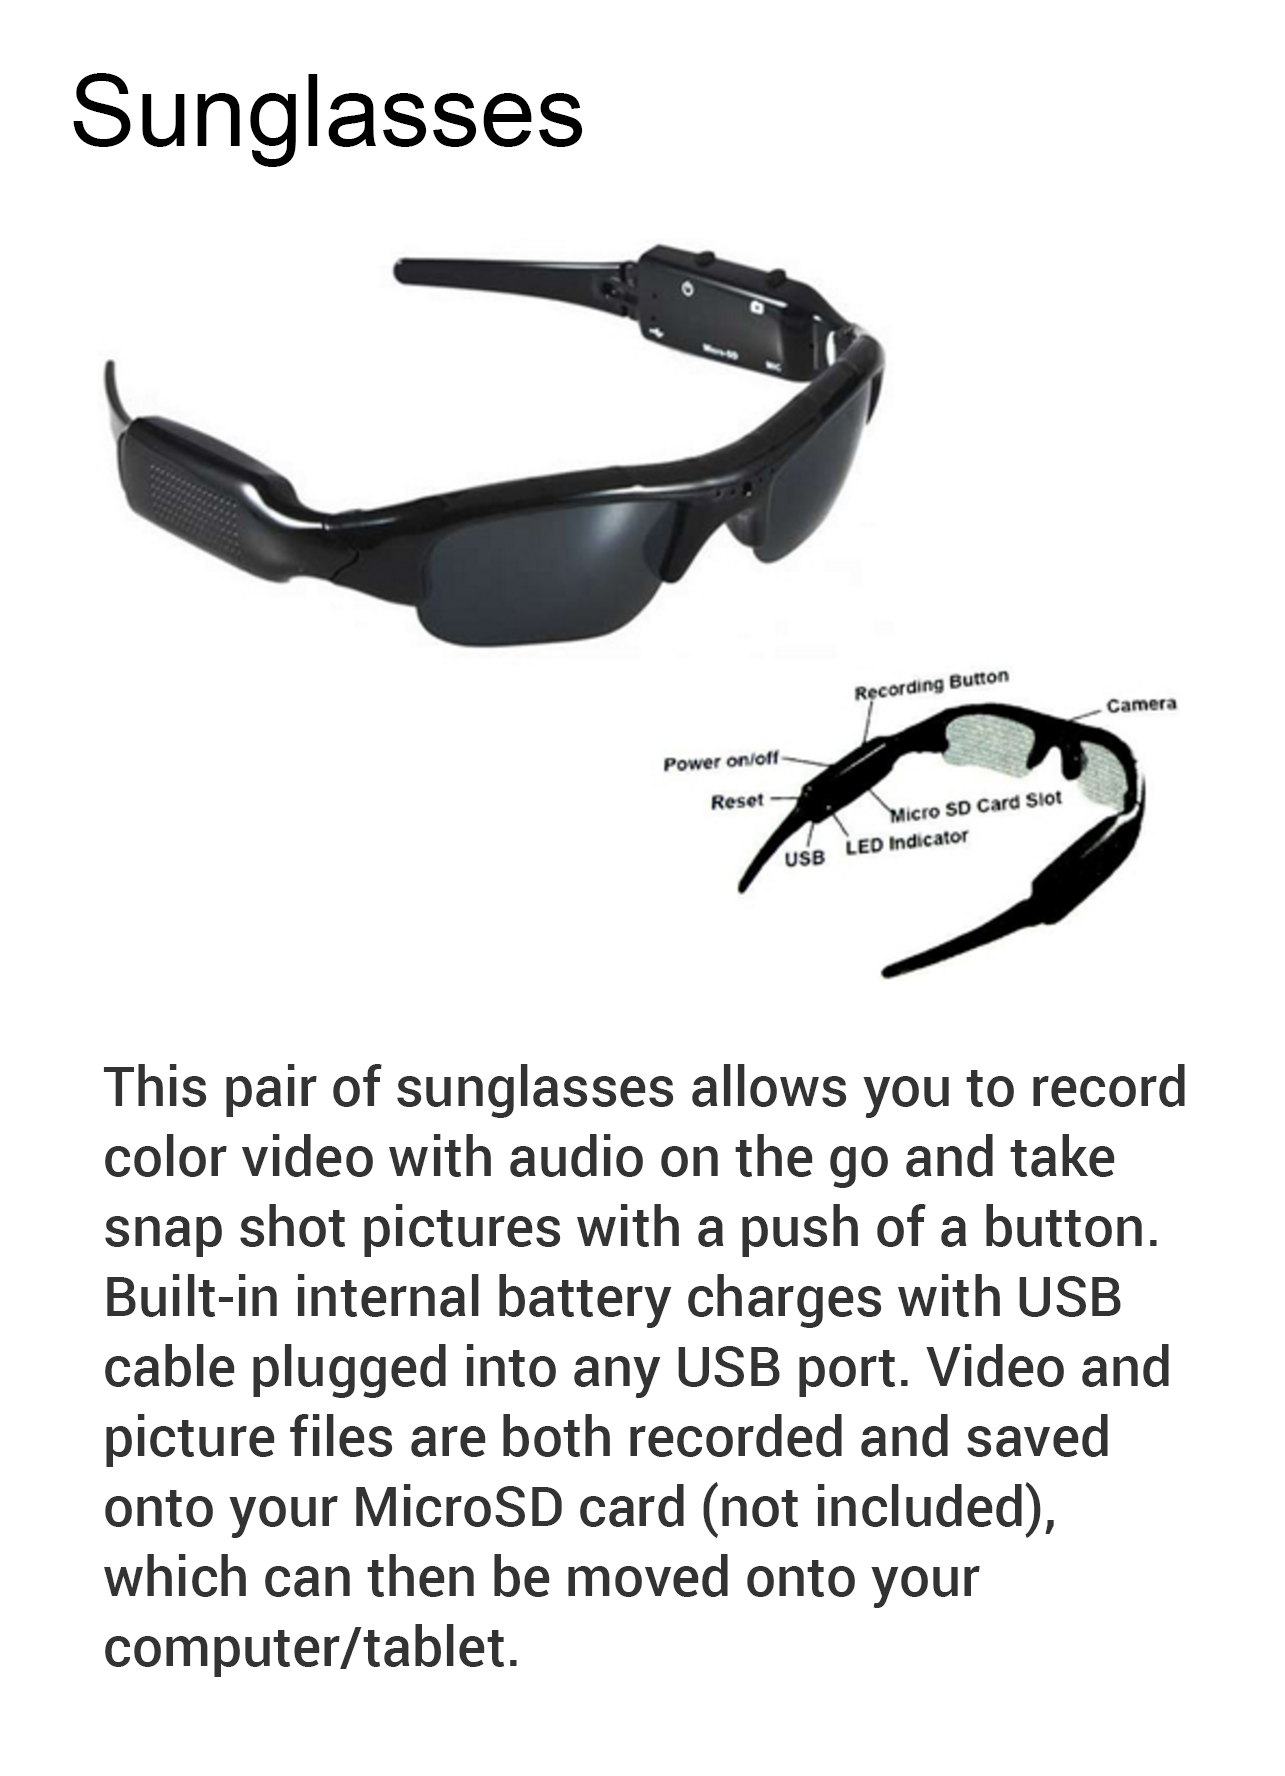 Sunglasses
Micro-SD
MIC
Recording Button
Camera
Power on/off
Reset
Micro SD Card Slot
LED Indicator
USB
This pair of sunglasses allows you to record
color video with audio on the go and take
snap shot pictures with a push of a button.
Built-in internal battery charges with USB
cable plugged into any USB port. Video and
picture files are both recorded and saved
onto your MicroSD card (not included),
which can then be moved onto your
computer/tablet.